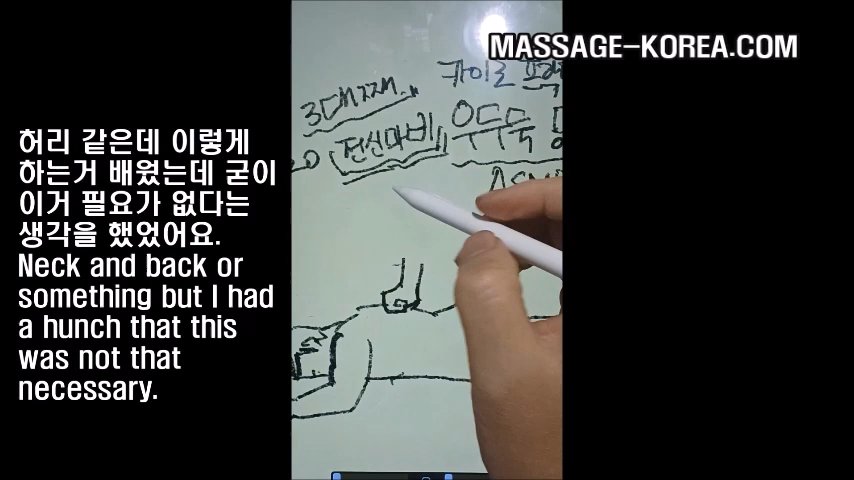 MASSAGE-KOREA.COM
카이로
3대째
전신마비
우두둑
허리 같은데 이렇게
하는거 배웠는데 굳이
이거 필요가 없다는
생각을 했었어요.
Neck and back or
something but I had
a hunch that this
was not that
necessary.